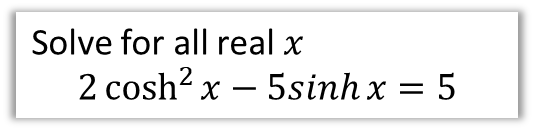 Solve for all real x
2 cosh² x − 5sinh x = 5